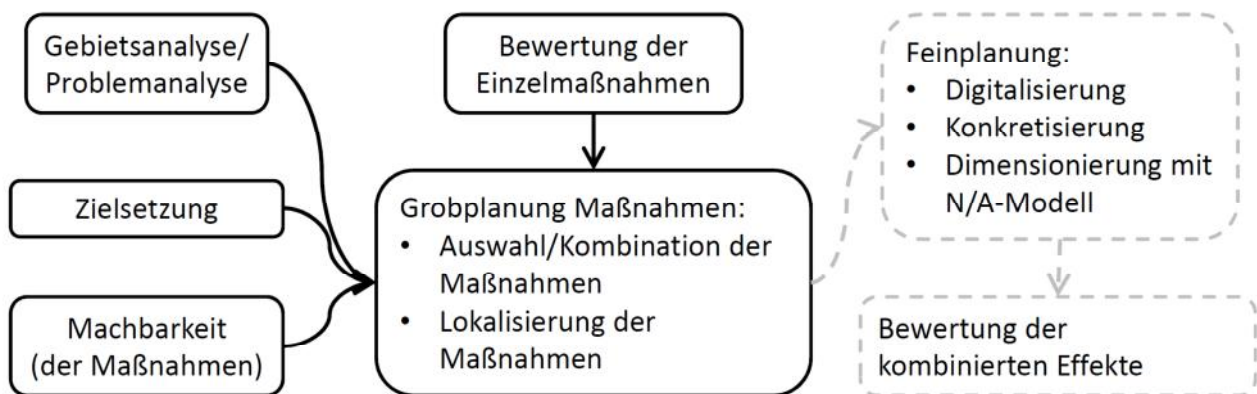 Gebietsanalyse/
Problemanalyse
Zielsetzung
Machbarkeit
(der Maßnahmen)
Bewertung der
Einzelmaßnahmen
Grobplanung Maßnahmen:
• Auswahl/Kombination der
Maßnahmen
• Lokalisierung der
Maßnahmen
Feinplanung:
• Digitalisierung
• Konkretisierung
• Dimensionierung mit
N/A-Modell
Bewertung der
kombinierten Effekte